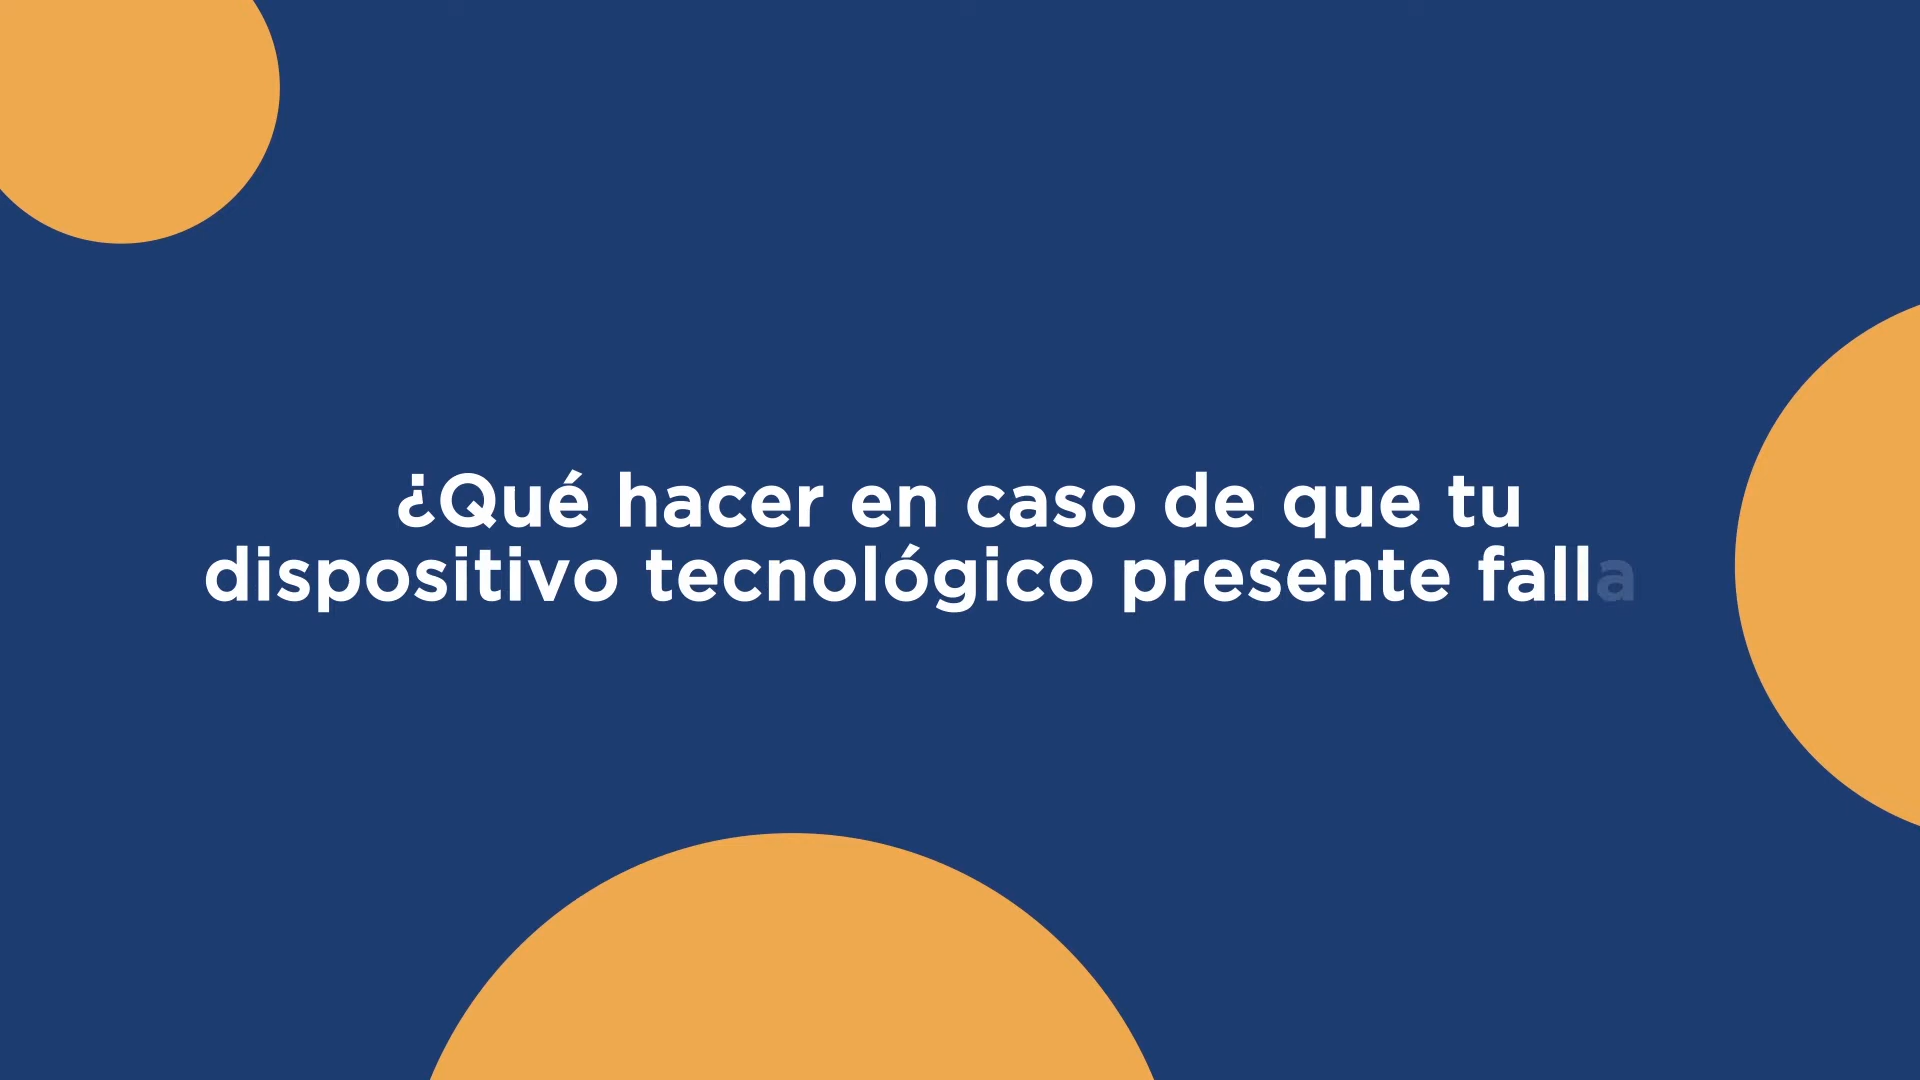 ¿Qué hacer en caso de que tu
dispositivo tecnológico presente falla